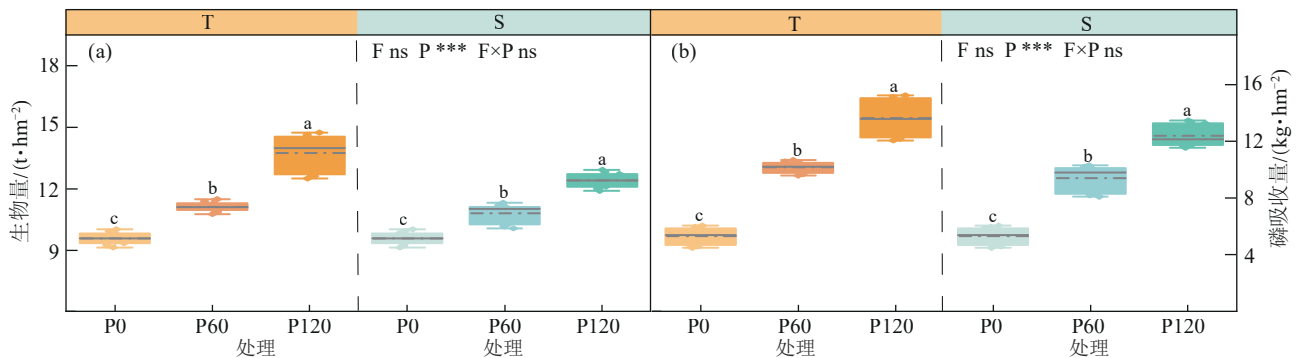 T S T S
(a) F ns P *** F×P ns (b) F ns P *** F×P ns
生物量/(t•hm⁻²)
18
15
12
9
c b a c b a c b a c b a
磷吸收量/(kg•hm⁻²)
16
12
8
4
P0 P60 P120 P0 P60 P120 P0 P60 P120 P0 P60 P120
处理 处理 处理 处理